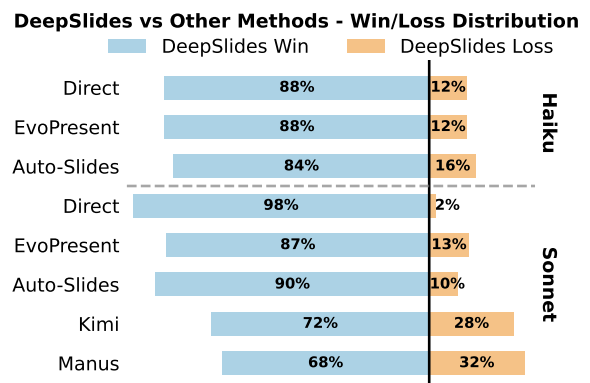 DeepSlides vs Other Methods - Win/Loss Distribution
DeepSlides Win DeepSlides Loss
Direct 88% 12%
EvoPresent 88% 12%
Auto-Slides 84% 16%
Haiku
Direct 98% 2%
EvoPresent 87% 13%
Auto-Slides 90% 10%
Kimi 72% 28%
Manus 68% 32%
Sonnet